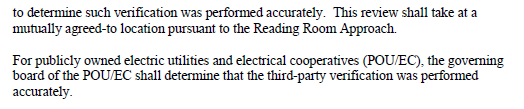 to determine such verification was performed accurately.  This review shall take at a
mutually agreed-to location pursuant to the Reading Room Approach.
For publicly owned electric utilities and electrical cooperatives (POU/EC), the governing
board of the POU/EC shall determine that the third-party verification was performed
accurately.